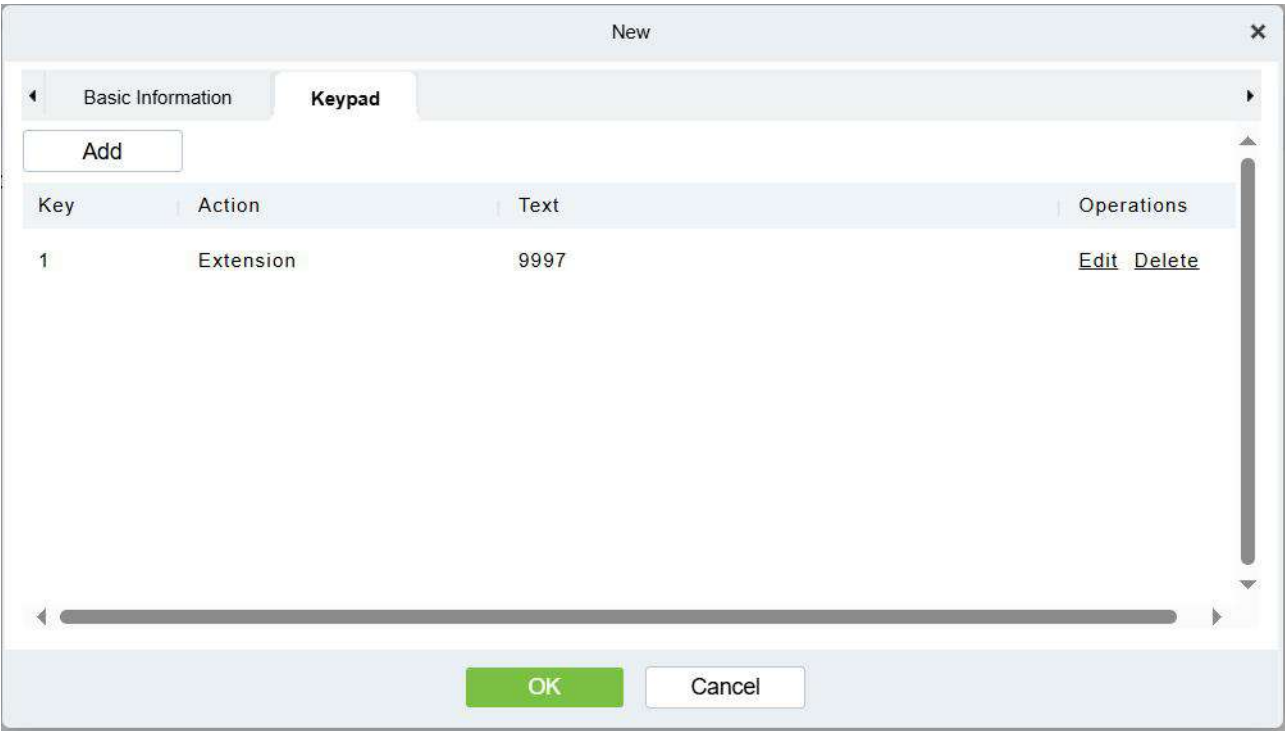 New
Basic Information Keypad
Add
Key Action Text Operations
1 Extension 9997 Edit Delete
OK Cancel